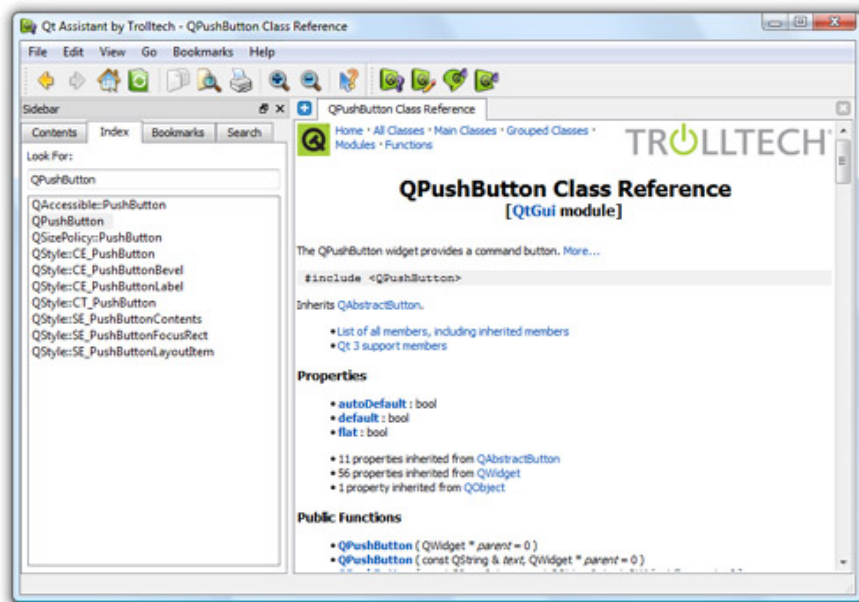 Qt Assistant by Trolltech - QPushButton Class Reference
File Edit View Go Bookmarks Help
Sidebar
Contents Index Bookmarks Search
Look For:
QPushButton
QAccessible::PushButton
QPushButton
QSizePolicy::PushButton
QStyle::CE_PushButton
QStyle::CE_PushButtonBevel
QStyle::CE_PushButtonLabel
QStyle::CT_PushButton
QStyle::SE_PushButtonContents
QStyle::SE_PushButtonFocusRect
QStyle::SE_PushButtonLayoutItem
QPushButton Class Reference
Home · All Classes · Main Classes · Grouped Classes ·
Modules · Functions
TROLLTECH
QPushButton Class Reference
[QtGui module]
The QPushButton widget provides a command button. More...
#include <QPushButton>
Inherits QAbstractButton.
• List of all members, including inherited members
• Qt 3 support members
Properties
• autoDefault : bool
• default : bool
• flat : bool
• 11 properties inherited from QAbstractButton
• 56 properties inherited from QWidget
• 1 property inherited from QObject
Public Functions
• QPushButton ( QWidget * parent = 0 )
• QPushButton ( const QString & text, QWidget * parent = 0 )